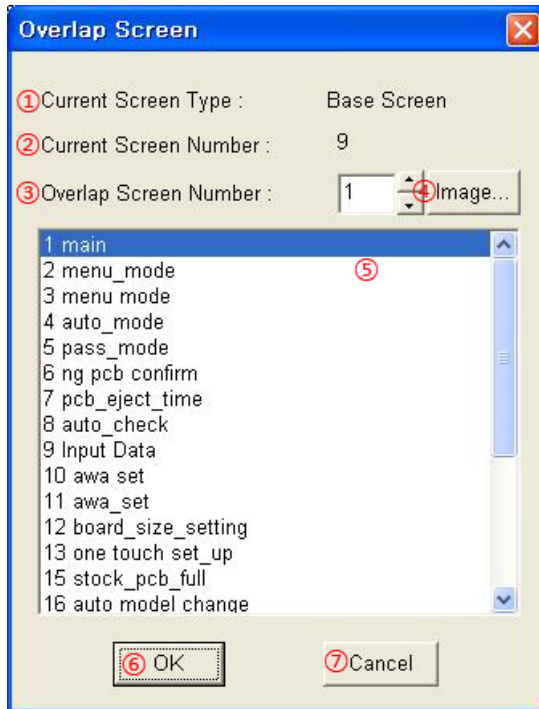 Overlap Screen
①Current Screen Type : Base Screen
②Current Screen Number : 9
③Overlap Screen Number : 1 ④Image...
1 main
⑤
2 menu_mode
3 menu mode
4 auto_mode
5 pass_mode
6 ng pcb confirm
7 pcb_eject_time
8 auto_check
9 Input Data
10 awa set
11 awa_set
12 board_size_setting
13 one touch set_up
15 stock_pcb_full
16 auto model change
⑥ OK ⑦Cancel